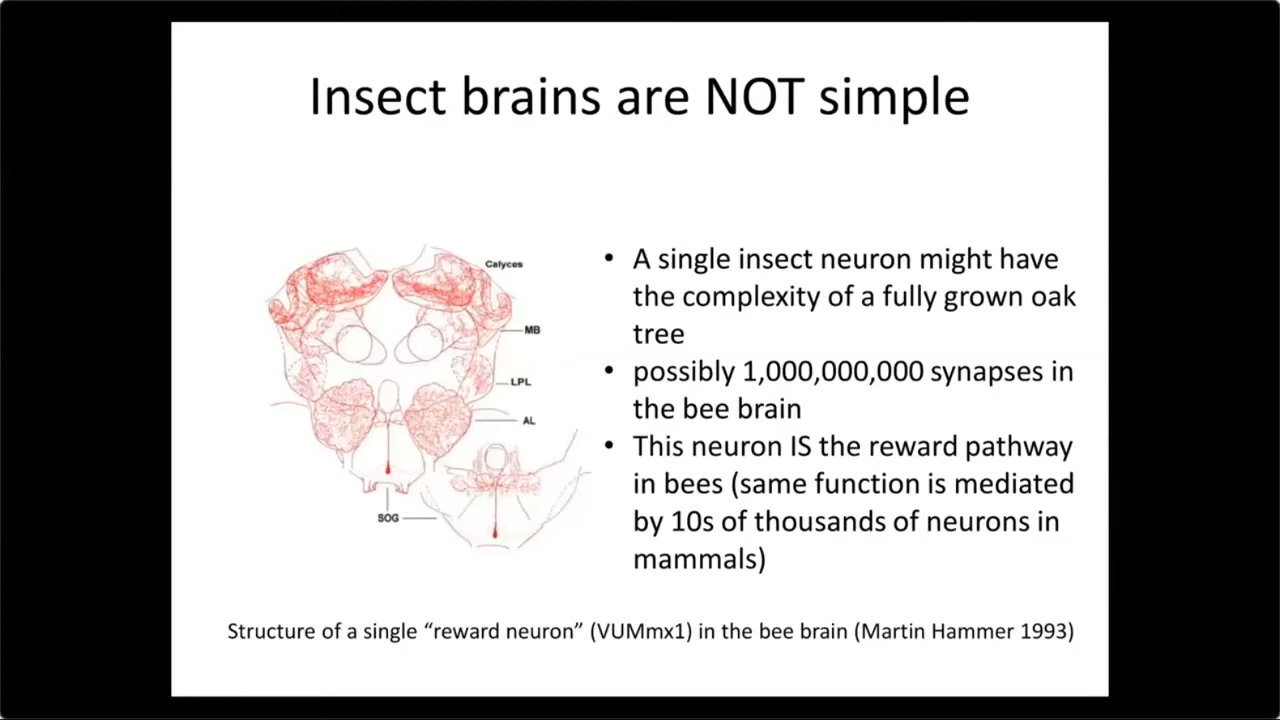 Insect brains are NOT simple
Calyces
MB
LPL
AL
SOG
• A single insect neuron might have
the complexity of a fully grown oak
tree
• possibly 1,000,000,000 synapses in
the bee brain
• This neuron IS the reward pathway
in bees (same function is mediated
by 10s of thousands of neurons in
mammals)
Structure of a single “reward neuron” (VUMmx1) in the bee brain (Martin Hammer 1993)